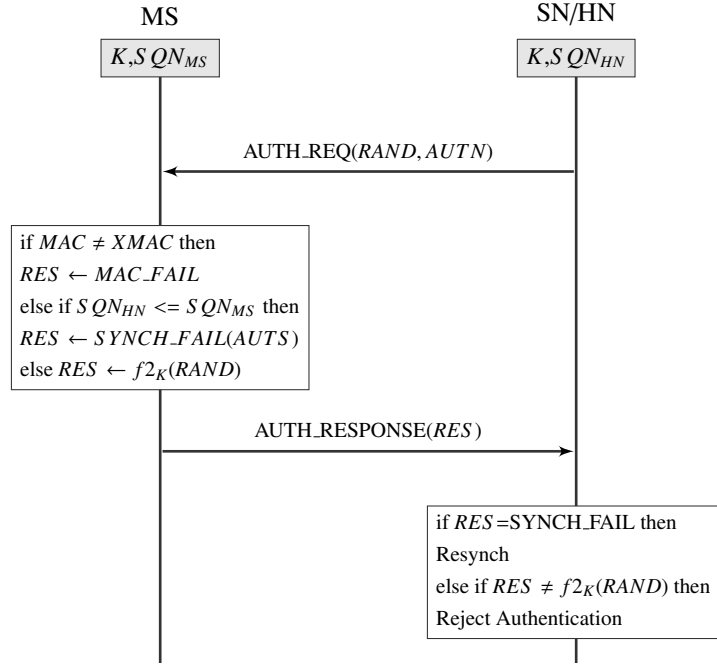 MS
SN/HN
K,SQN_MS
K,SQN_HN
AUTH_REQ(RAND, AUTN)
if MAC ≠ XMAC then
RES ← MAC_FAIL
else if SQN_HN <= SQN_MS then
RES ← SYNCH_FAIL(AUTS)
else RES ← f2_K(RAND)
AUTH_RESPONSE(RES)
if RES=SYNCH_FAIL then
Resynch
else if RES ≠ f2_K(RAND) then
Reject Authentication